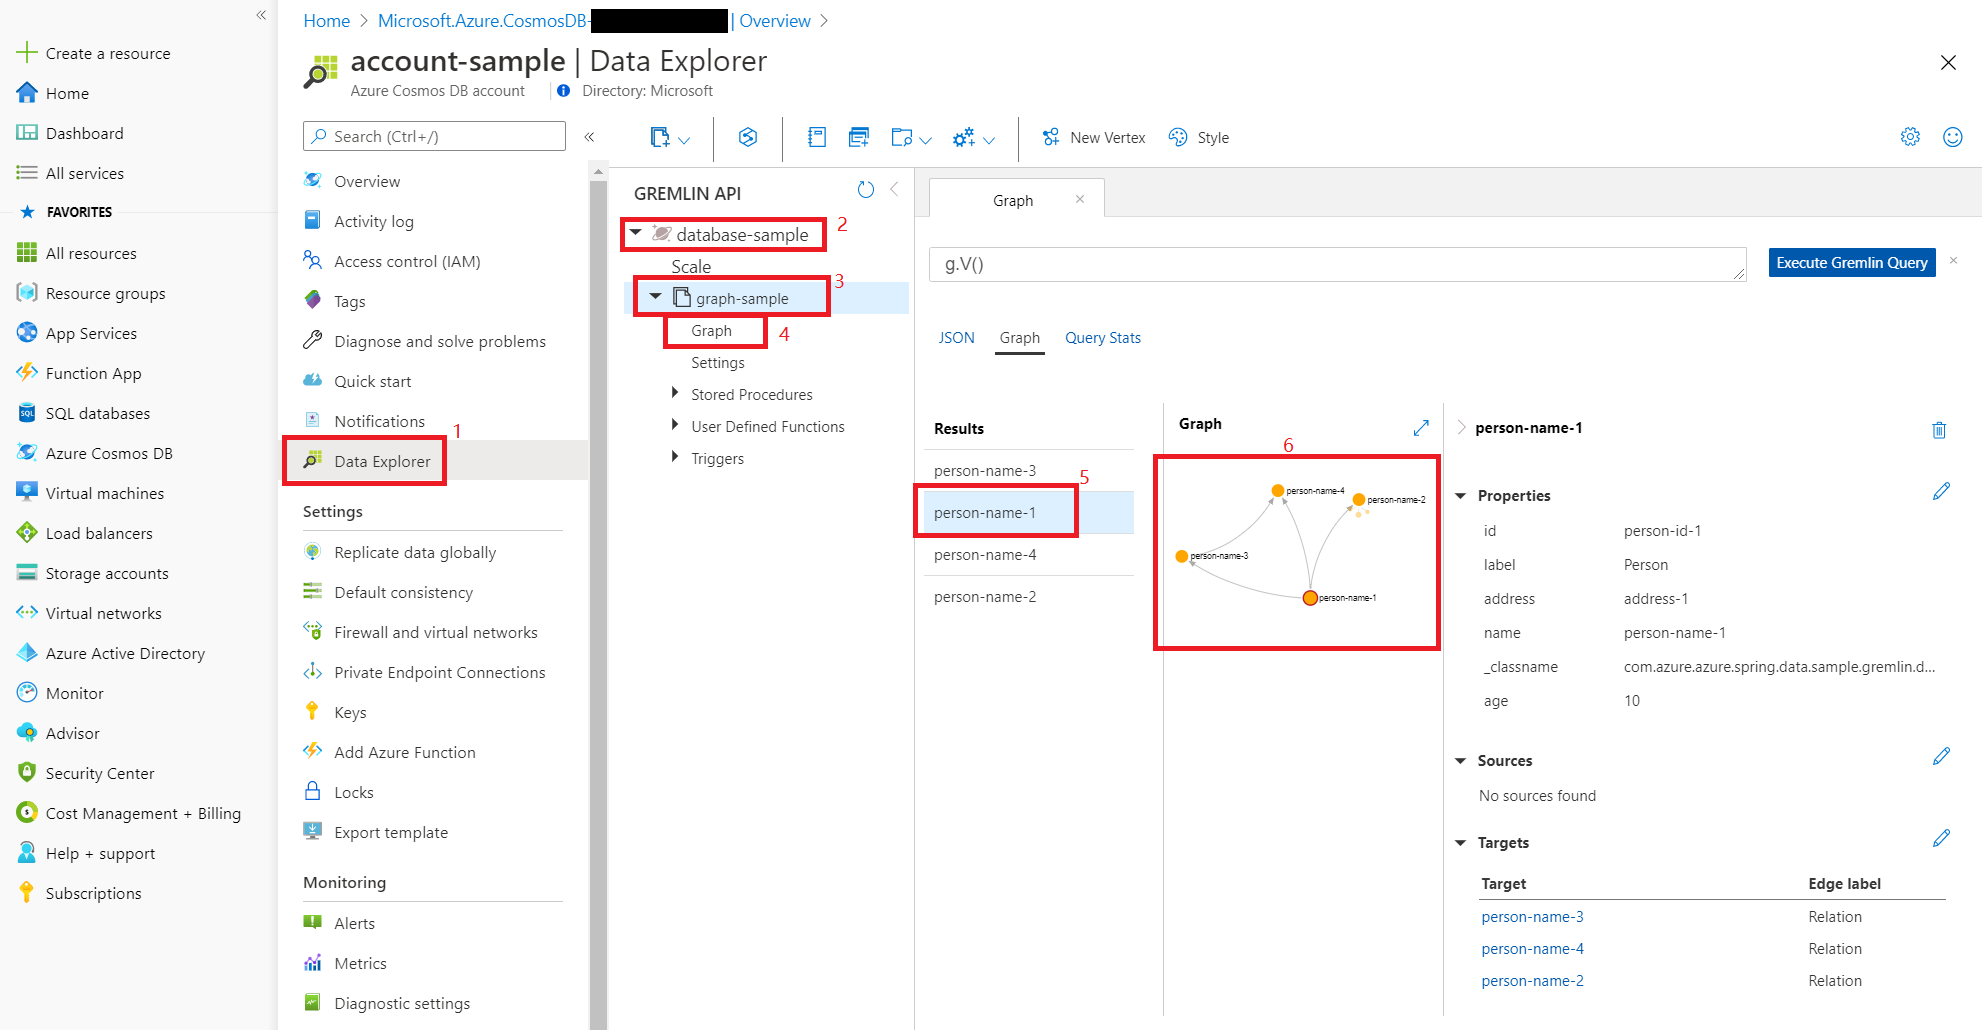 Create a resource
Home
Dashboard
All services
FAVORITES
All resources
Resource groups
App Services
Function App
SQL databases
Azure Cosmos DB
Virtual machines
Load balancers
Storage accounts
Virtual networks
Azure Active Directory
Monitor
Advisor
Security Center
Cost Management + Billing
Help + support
Subscriptions
Home > Microsoft.Azure.CosmosDB- | Overview >
account-sample | Data Explorer
Azure Cosmos DB account
Directory: Microsoft
Search (Ctrl+/)
Overview
Activity log
Access control (IAM)
Tags
Diagnose and solve problems
Quick start
Notifications
1
Data Explorer
Settings
Replicate data globally
Default consistency
Firewall and virtual networks
Private Endpoint Connections
Keys
Add Azure Function
Locks
Export template
Monitoring
Alerts
Metrics
Diagnostic settings
New Vertex
Style
GREMLIN API
database-sample
2
Scale
graph-sample
3
Graph
4
Settings
Stored Procedures
User Defined Functions
Triggers
Graph
g.V()
Execute Gremlin Query
JSON
Graph
Query Stats
Results
person-name-3
person-name-1
5
person-name-4
person-name-2
Graph
6
person-name-4
person-name-2
person-name-3
person-name-1
person-name-1
Properties
id person-id-1
label Person
address address-1
name person-name-1
_classname com.azure.azure.spring.data.sample.gremlin.d...
age 10
Sources
No sources found
Targets
Target Edge label
person-name-3 Relation
person-name-4 Relation
person-name-2 Relation